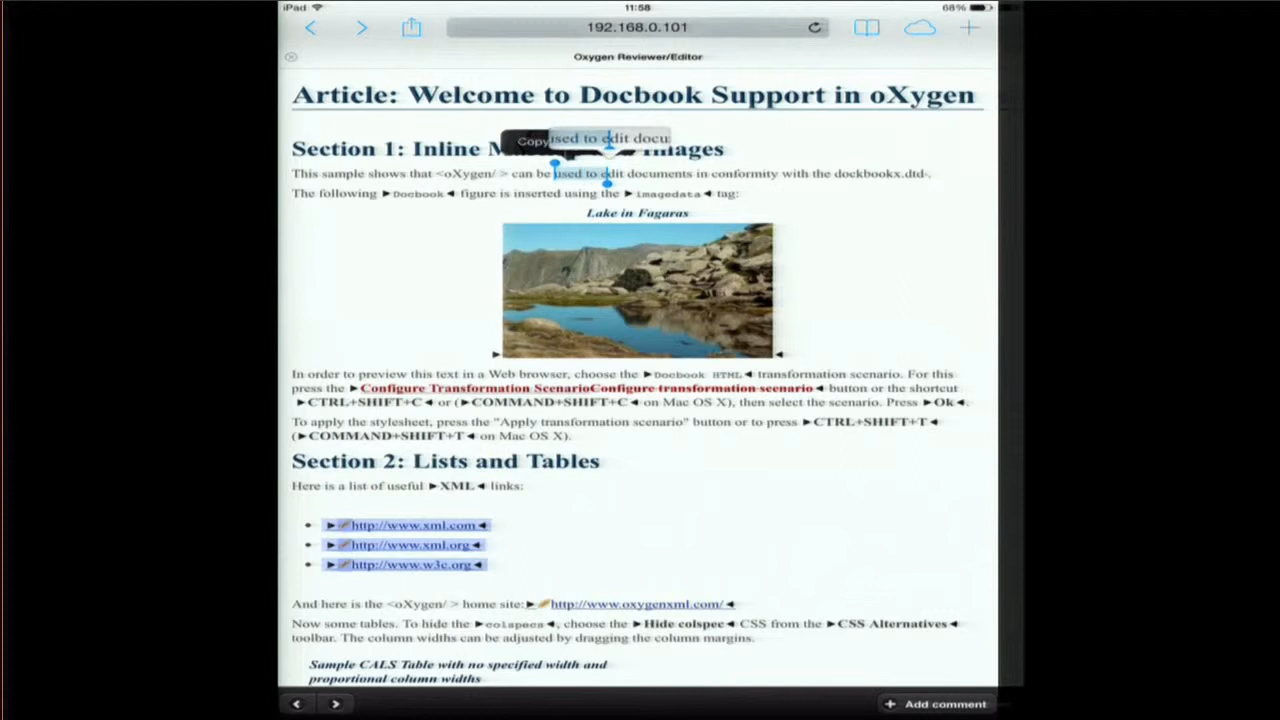 iPad 11:58 68%
192.168.0.101
Oxygen Reviewer/Editor
Article: Welcome to Docbook Support in oXygen
Copy used to edit docu
Section 1: Inline M Images
This sample shows that <oXygen/ > can be used to edit documents in conformity with the dockbookx.dtd .
The following ►Docbook◄ figure is inserted using the ►imagedata◄ tag:
Lake in Fagaras
In order to preview this text in a Web browser, choose the ►Docbook HTML◄ transformation scenario. For this
press the ►Configure Transformation ScenarioConfigure transformation scenario◄ button or the shortcut
►CTRL+SHIFT+C◄ or (►COMMAND+SHIFT+C◄ on Mac OS X), then select the scenario. Press ►Ok◄.
To apply the stylesheet, press the "Apply transformation scenario" button or to press ►CTRL+SHIFT+T◄
(►COMMAND+SHIFT+T◄ on Mac OS X).
Section 2: Lists and Tables
Here is a list of useful ►XML◄ links:
• ►http://www.xml.com◄
• ►http://www.xml.org◄
• ►http://www.w3c.org◄
And here is the <oXygen/ > home site:►http://www.oxygenxml.com/◄
Now some tables. To hide the ►colspecs◄, choose the ►Hide colspec◄ CSS from the ►CSS Alternatives◄
toolbar. The column widths can be adjusted by dragging the column margins.
Sample CALS Table with no specified width and
proportional column widths
+ Add comment